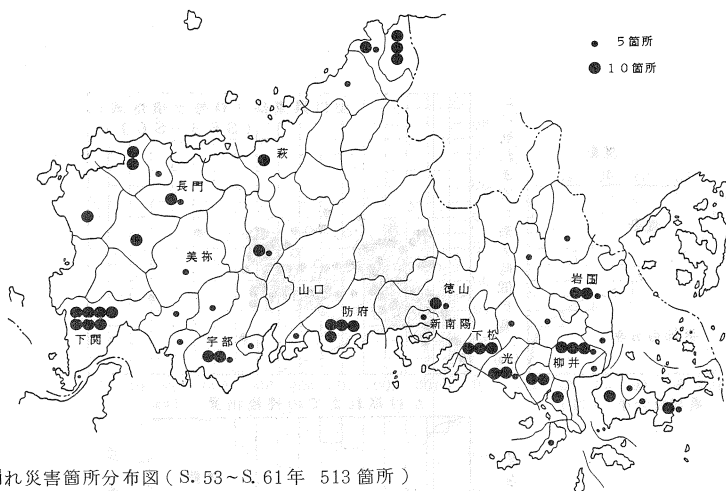 5箇所
10箇所
萩
長門
美祢
岩国
山口
徳山
防府
新南陽
下松
下関
宇部
光
柳井
れ災害箇所分布図(S.53~S.61年 513箇所)